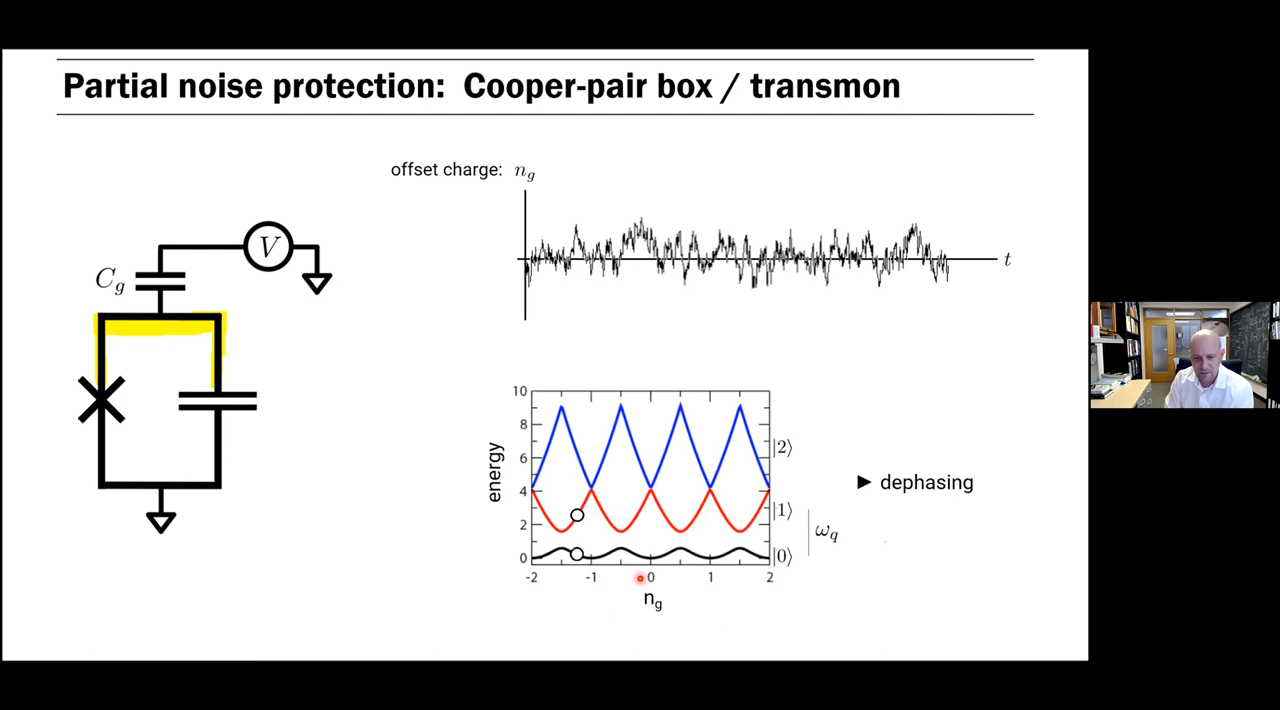 Partial noise protection: Cooper-pair box / transmon
offset charge: n_g
V
C_g
t
10
8
6
4
2
0
energy
-2
-1
0
1
2
n_g
|2⟩
|1⟩
|0⟩
ω_q
► dephasing